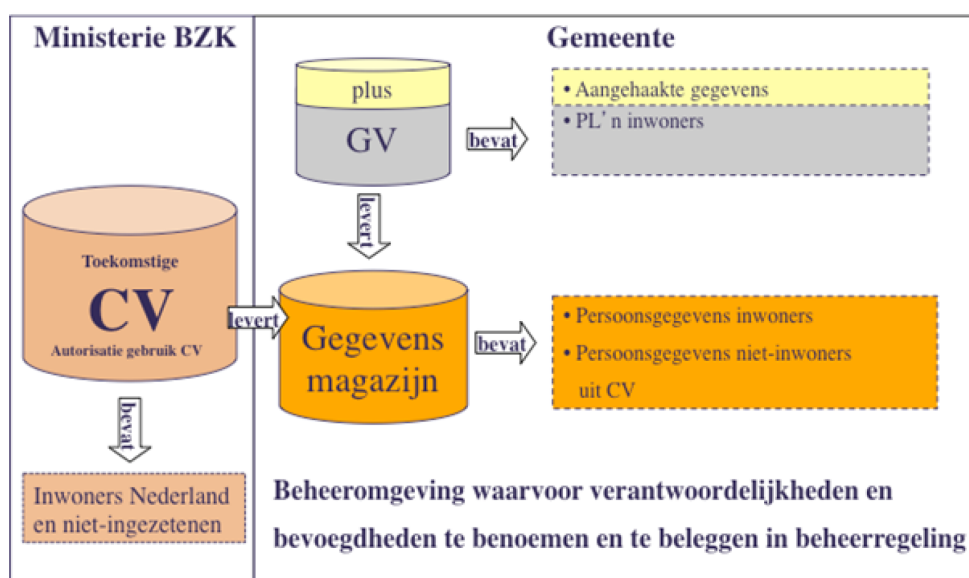 Ministerie BZK
Gemeente
plus
GV
bevat
• Aangehaakte gegevens
• PL' n inwoners
levert
Toekomstige
CV
Autorisatie gebruik CV
levert
Gegevens
magazijn
bevat
• Persoonsgegevens inwoners
• Persoonsgegevens niet-inwoners
uit CV
bevat
Inwoners Nederland
en niet-ingezetenen
Beheeromgeving waarvoor verantwoordelijkheden en
bevoegdheden te benoemen en te beleggen in beheerregeling